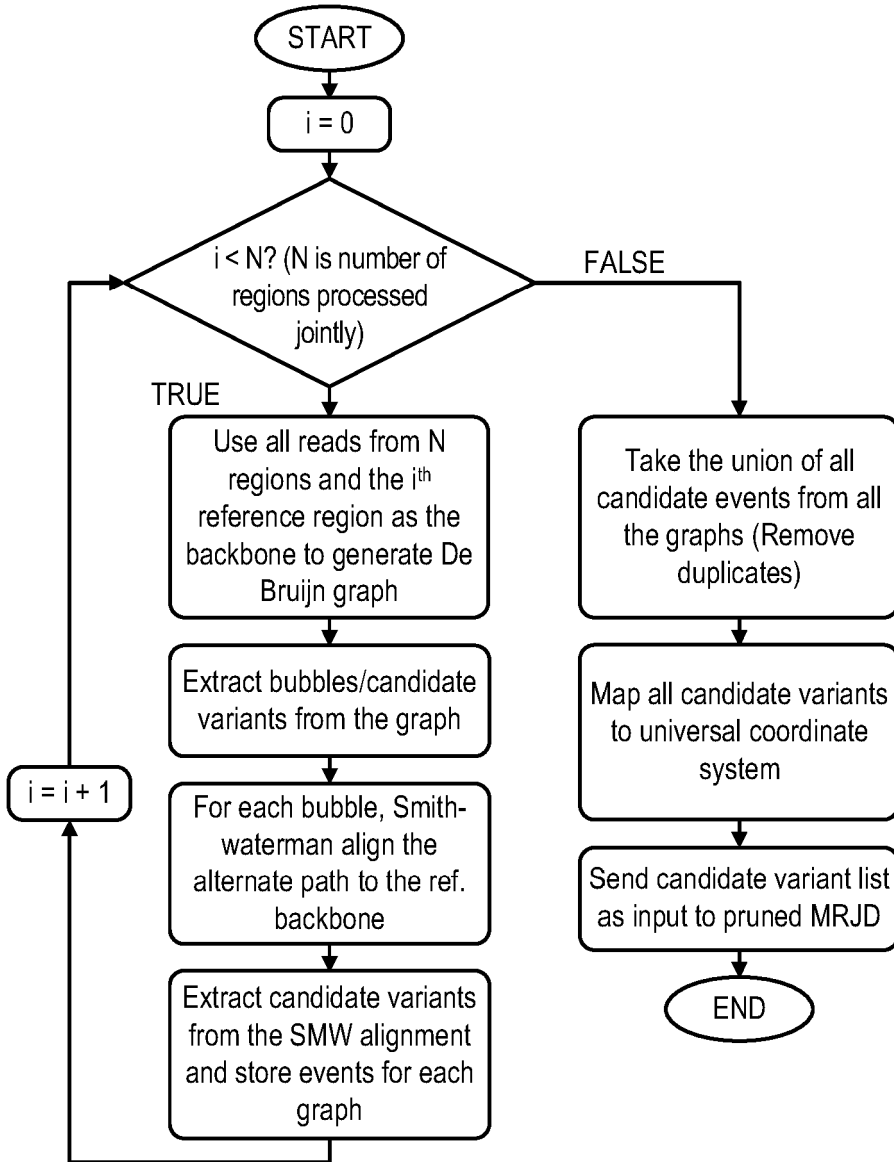 START
i = 0
i < N? (N is number of
regions processed
jointly)
FALSE
TRUE
Use all reads from N
regions and the iᵗʰ
reference region as the
backbone to generate De
Bruijn graph
Extract bubbles/candidate
variants from the graph
For each bubble, Smith-
waterman align the
alternate path to the ref.
backbone
Extract candidate variants
from the SMW alignment
and store events for each
graph
i = i + 1
Take the union of all
candidate events from all
the graphs (Remove
duplicates)
Map all candidate variants
to universal coordinate
system
Send candidate variant list
as input to pruned MRJD
END